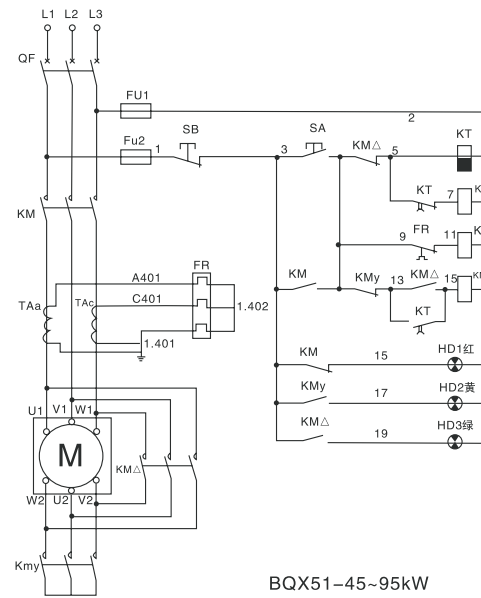 L1 L2 L3
QF
FU1
2
Fu2 1 SB 3 SA KM△ 5 KT
KT 7 K
KM
9 FR 11 K
A401 FR
C401
TAa TAc 1.402
1.401
KM KMy 13 KM△ 15 KM
KT
KM 15 HD1红
KMy 17 HD2黄
KM△ 19 HD3绿
U1 V1 W1
M
KM△
W2 U2 V2
Kmy
BQX51-45~95kW